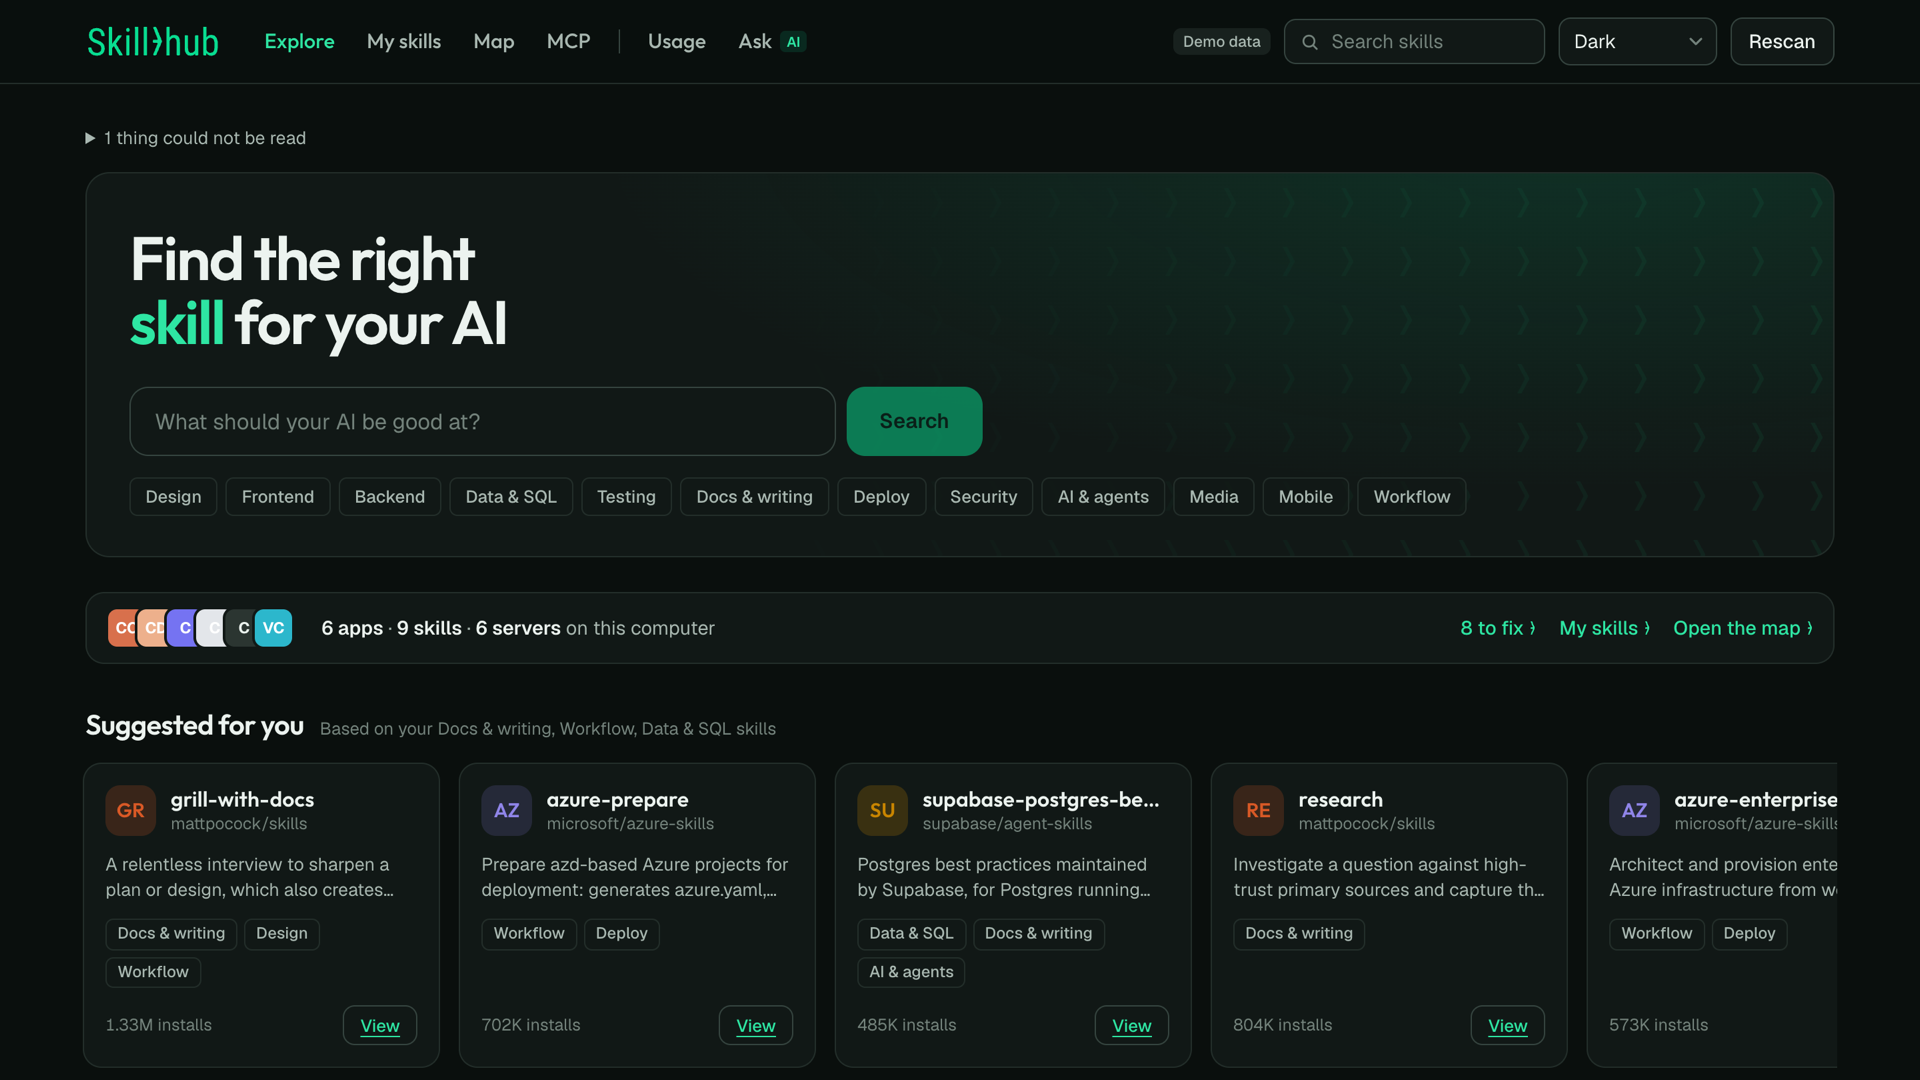 Skill hub
Explore
My skills
Map
MCP
Usage
Ask AI
Demo data
Search skills
Dark
Rescan
1 thing could not be read
Find the right
skill for your AI
What should your AI be good at?
Search
Design
Frontend
Backend
Data & SQL
Testing
Docs & writing
Deploy
Security
AI & agents
Media
Mobile
Workflow
CC CD C C C VC
6 apps · 9 skills · 6 servers on this computer
8 to fix
My skills
Open the map
Suggested for you
Based on your Docs & writing, Workflow, Data & SQL skills
GR
grill-with-docs
mattpocock/skills
A relentless interview to sharpen a
plan or design, which also creates...
Docs & writing
Design
Workflow
1.33M installs
View
AZ
azure-prepare
microsoft/azure-skills
Prepare azd-based Azure projects for
deployment: generates azure.yaml,...
Workflow
Deploy
702K installs
View
SU
supabase-postgres-be...
supabase/agent-skills
Postgres best practices maintained
by Supabase, for Postgres running...
Data & SQL
Docs & writing
AI & agents
485K installs
View
RE
research
mattpocock/skills
Investigate a question against high-
trust primary sources and capture th...
Docs & writing
804K installs
View
AZ
azure-enterprise
microsoft/azure-skills
Architect and provision ente
Azure infrastructure from w
Workflow
Deploy
573K installs